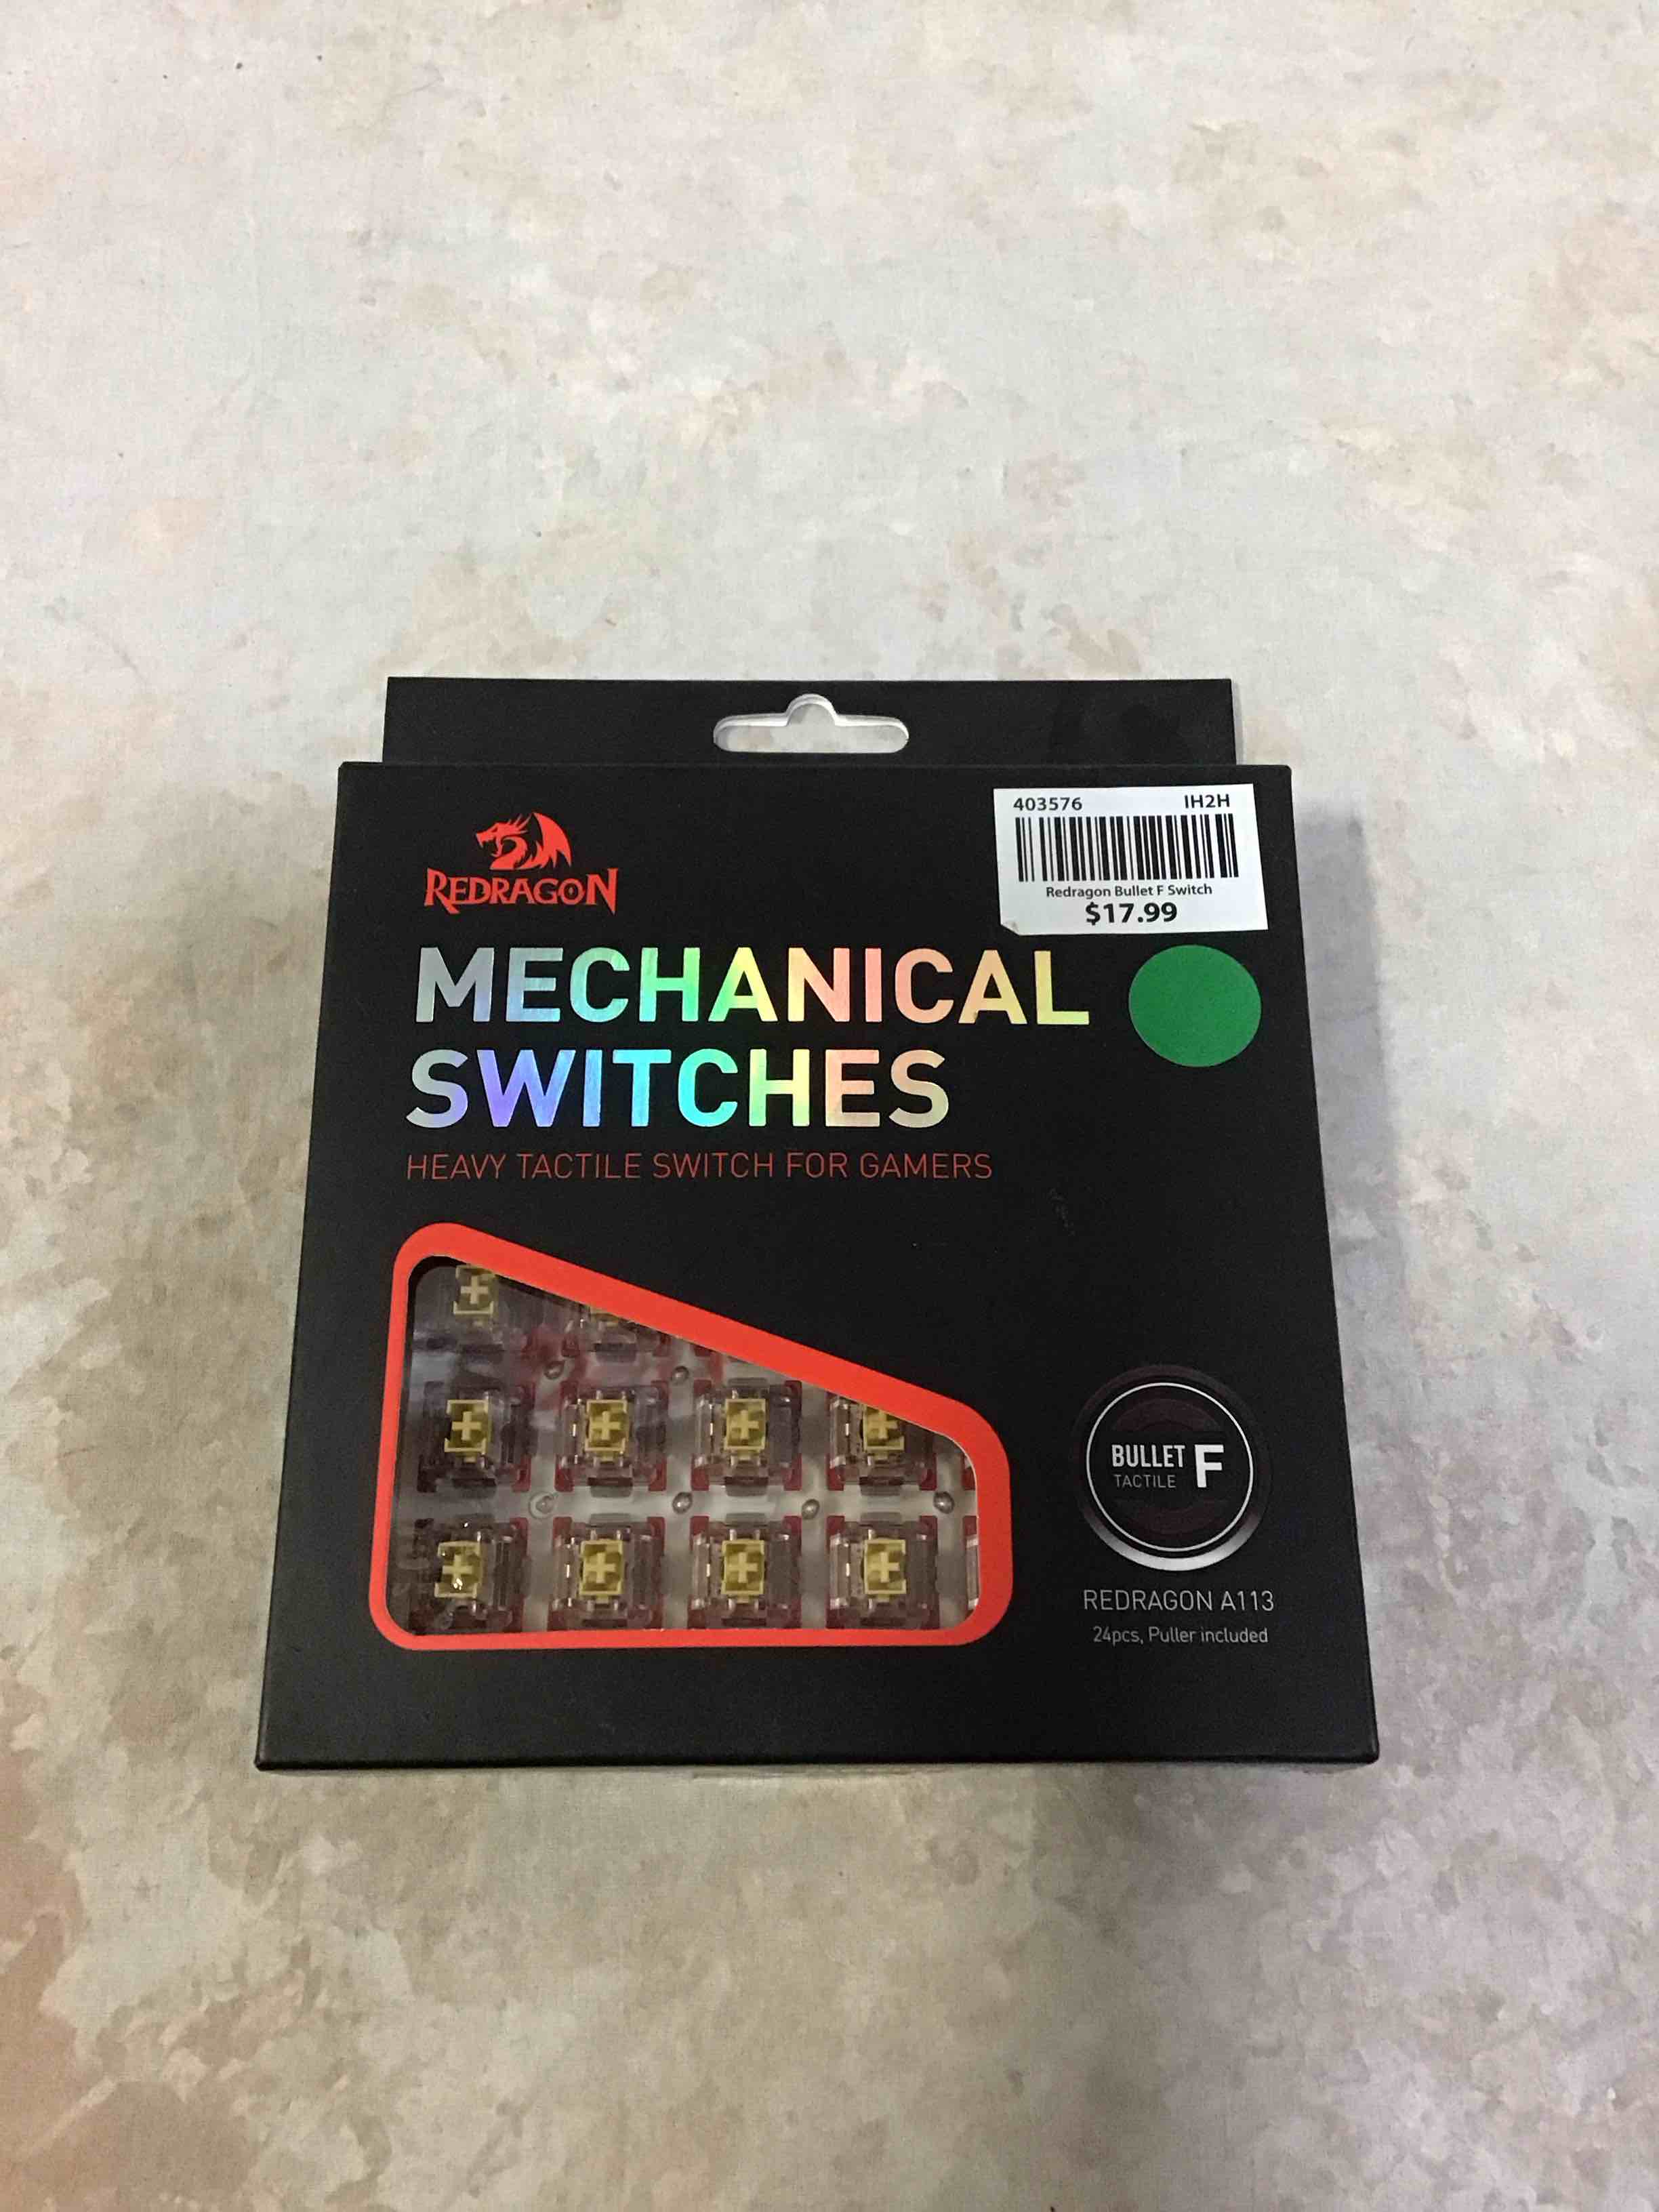 REDRAGON
403576 IH2H
Redragon Bullet F Switch
$17.99
MECHANICAL
SWITCHES
HEAVY TACTILE SWITCH FOR GAMERS
BULLET F
TACTILE
REDRAGON A113
24pcs, Puller included